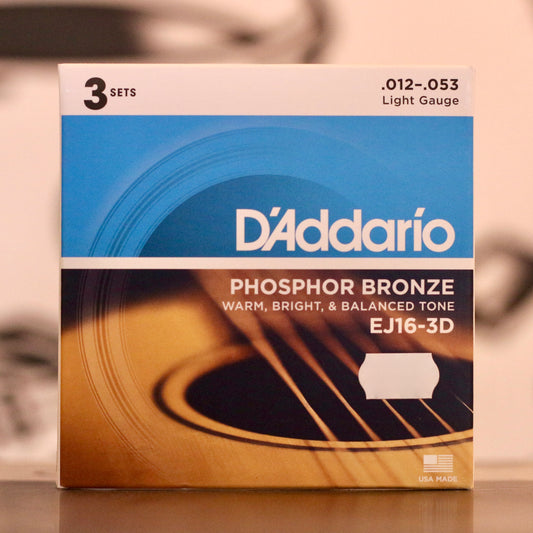 3 SETS
.012–.053
Light Gauge
D'Addario
PHOSPHOR BRONZE
WARM, BRIGHT, & BALANCED TONE
EJ16-3D
USA MADE